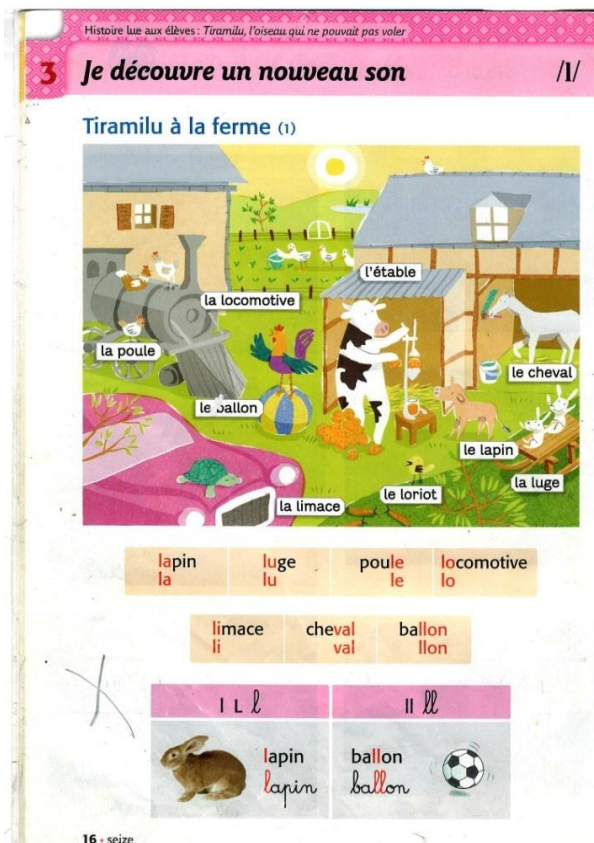 Histoire lue aux élèves : Tiramilu, l'oiseau qui ne pouvait pas voler
3 Je découvre un nouveau son /l/
Tiramilu à la ferme (1)
l'étable
la locomotive
la poule
le cheval
le ballon
le lapin
la luge
le loriot
la limace
lapin luge poule locomotive
la lu le lo
limace cheval ballon
li val llon
l L l ll ll
lapin ballon
lapin ballon
16 • seize